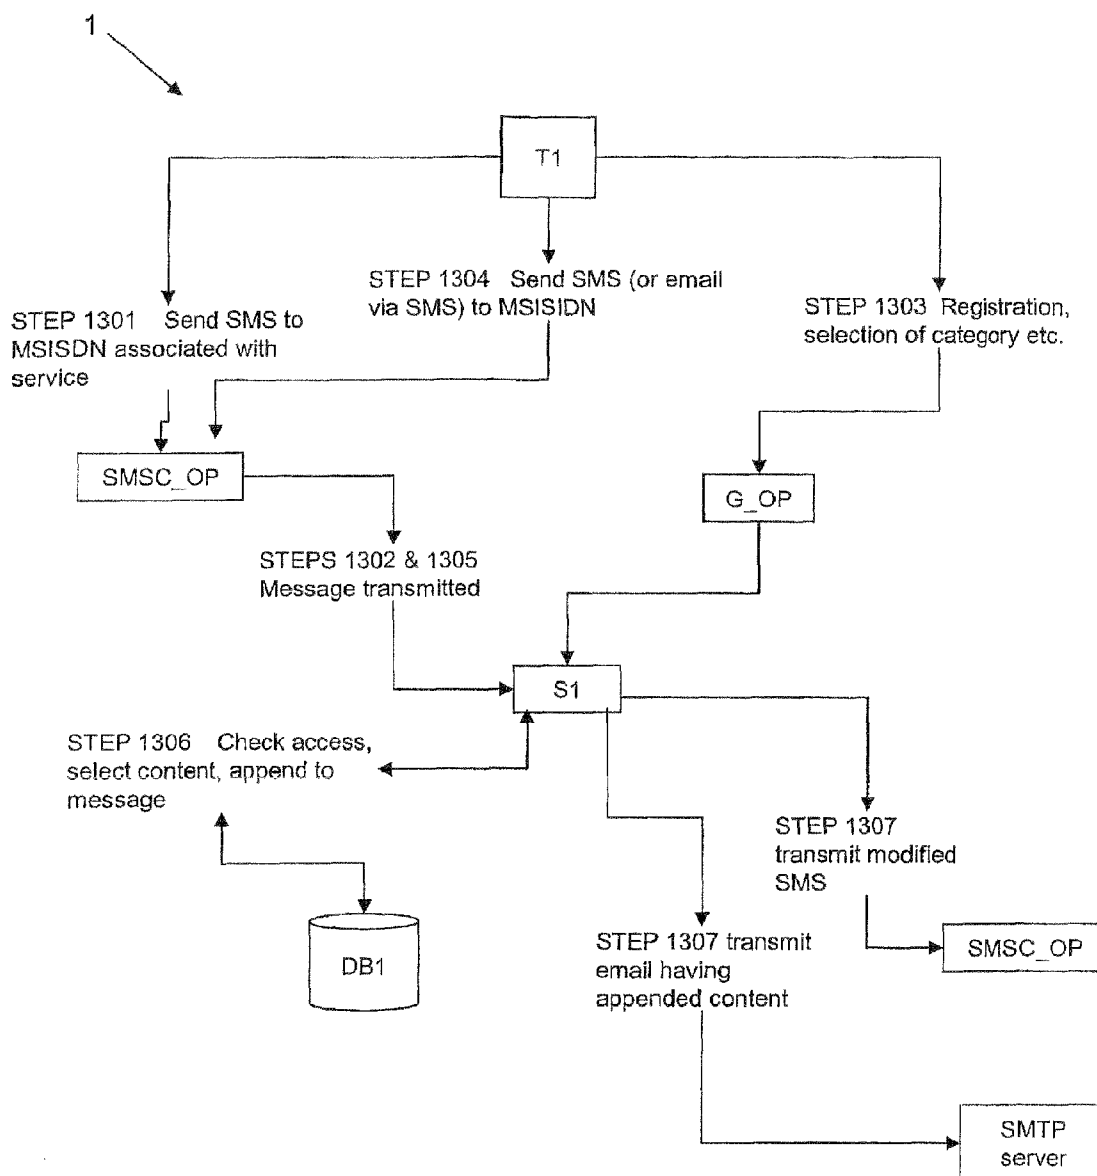 1
T1
STEP 1301 Send SMS to
MSISDN associated with
service
STEP 1304 Send SMS (or email
via SMS) to MSISIDN
STEP 1303 Registration,
selection of category etc.
SMSC_OP
G_OP
STEPS 1302 & 1305
Message transmitted
S1
STEP 1306 Check access,
select content, append to
message
DB1
STEP 1307
transmit modified
SMS
SMSC_OP
STEP 1307 transmit
email having
appended content
SMTP
server